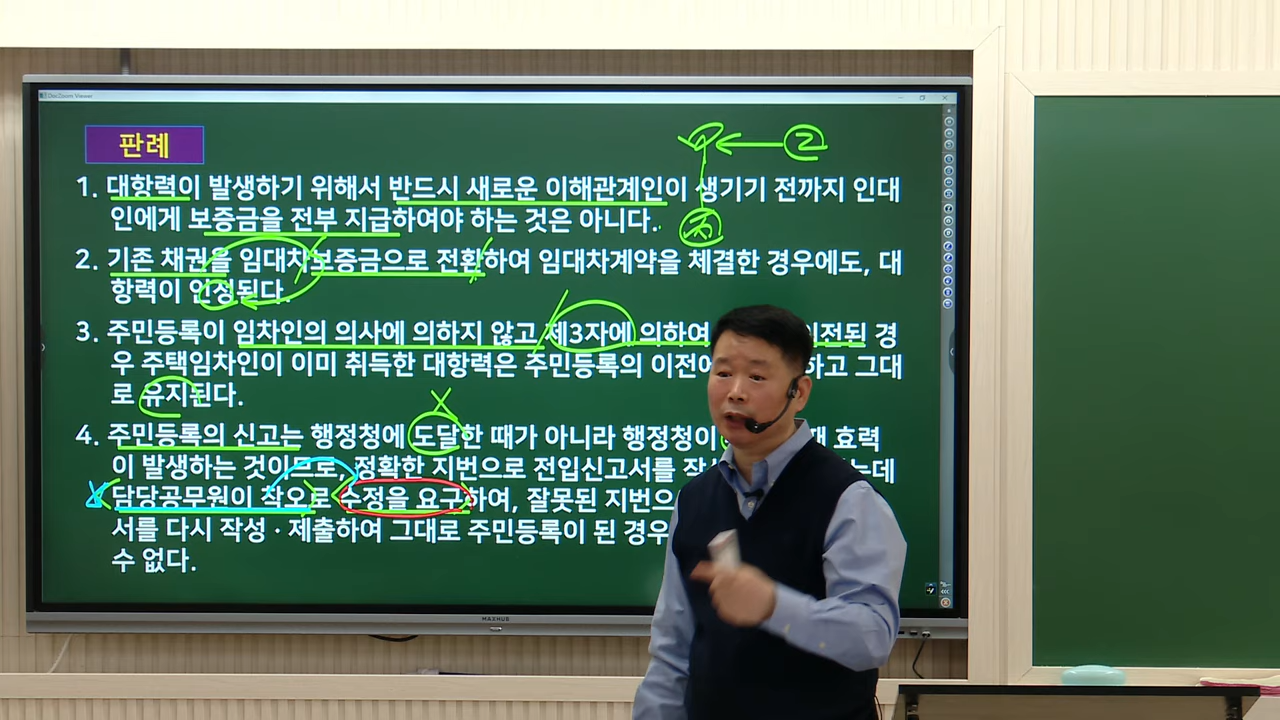 DocZoom Viewer
판례
②
1. 대항력이 발생하기 위해서 반드시 새로운 이해관계인이 생기기 전까지 인대
인에게 보증금을 전부 지급하여야 하는 것은 아니다.
丙
2. 기존 채권을 임대차보증금으로 전환하여 임대차계약을 체결한 경우에도, 대
항력이 인정된다.
3. 주민등록이 임차인의 의사에 의하지 않고 제3자에 의하여 이전된 경
우 주택임차인이 이미 취득한 대항력은 주민등록의 이전에 하고 그대
로 유지된다.
4. 주민등록의 신고는 행정청에 도달한 때가 아니라 행정청이 때 효력
이 발생하는 것이므로, 정확한 지번으로 전입신고서를 는데
담당공무원이 착오로 수정을 요구하여, 잘못된 지번으
서를 다시 작성 · 제출하여 그대로 주민등록이 된 경우
수 없다.
MAXHUB